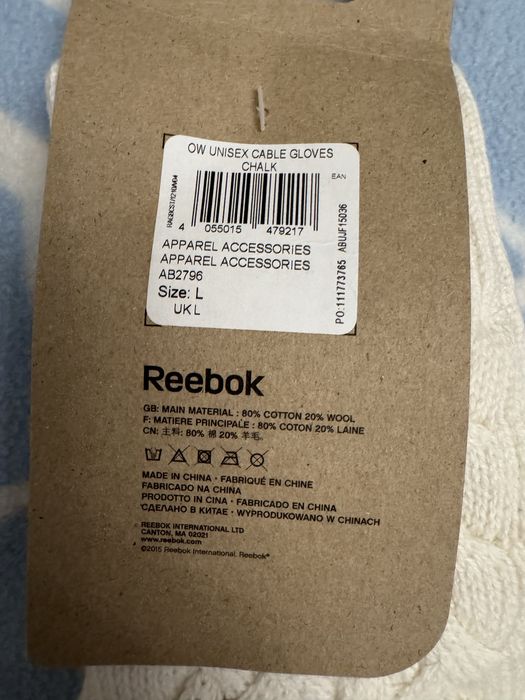 OW UNISEX CABLE GLOVES
CHALK
EAN
4 055015 479217
APPAREL ACCESSORIES
APPAREL ACCESSORIES
AB2796
Size: L
UK L
PO:111773765 ABUJF15036
Reebok
GB: MAIN MATERIAL : 80% COTTON 20% WOOL
F: MATIERE PRINCIPALE : 80% COTON 20% LAINE
CN: 主料: 80% 棉 20% 羊毛。
MADE IN CHINA · FABRIQUÉ EN CHINE
FABRICADO NA CHINA
PRODOTTO IN CINA · FABRICADO EN CHINA
СДЕЛАНО В КИТАЕ · WYPRODUKOWANO W CHINACH
REEBOK INTERNATIONAL LTD
CANTON, MA 02021
www.reebok.com
©2015 Reebok International. Reebok®